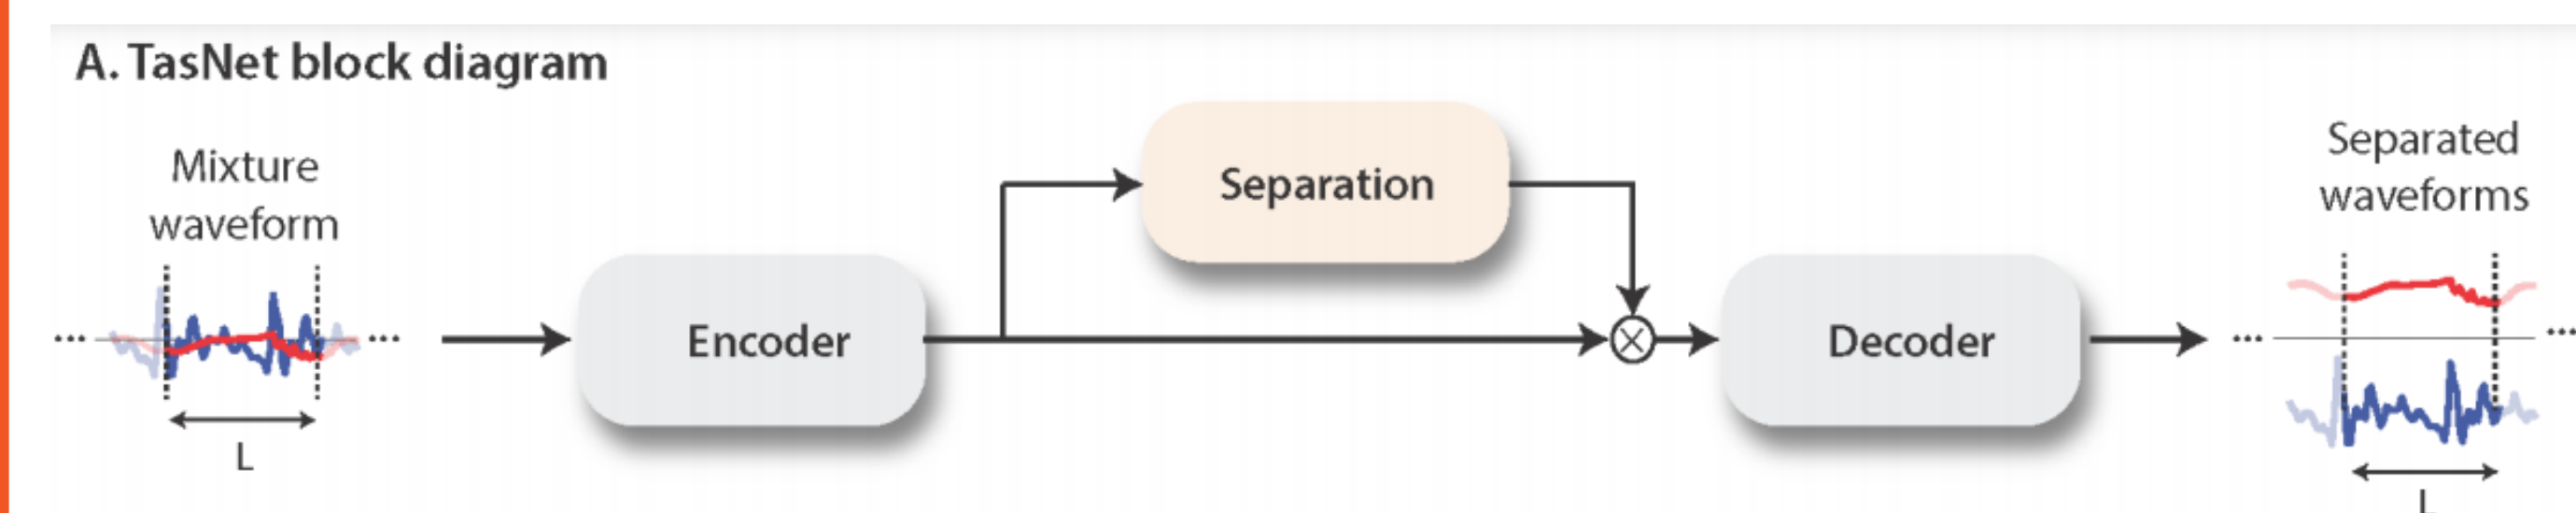 A. TasNet block diagram
Mixture
waveform
...
...
L
Encoder
Separation
Decoder
Separated
waveforms
...
...
L